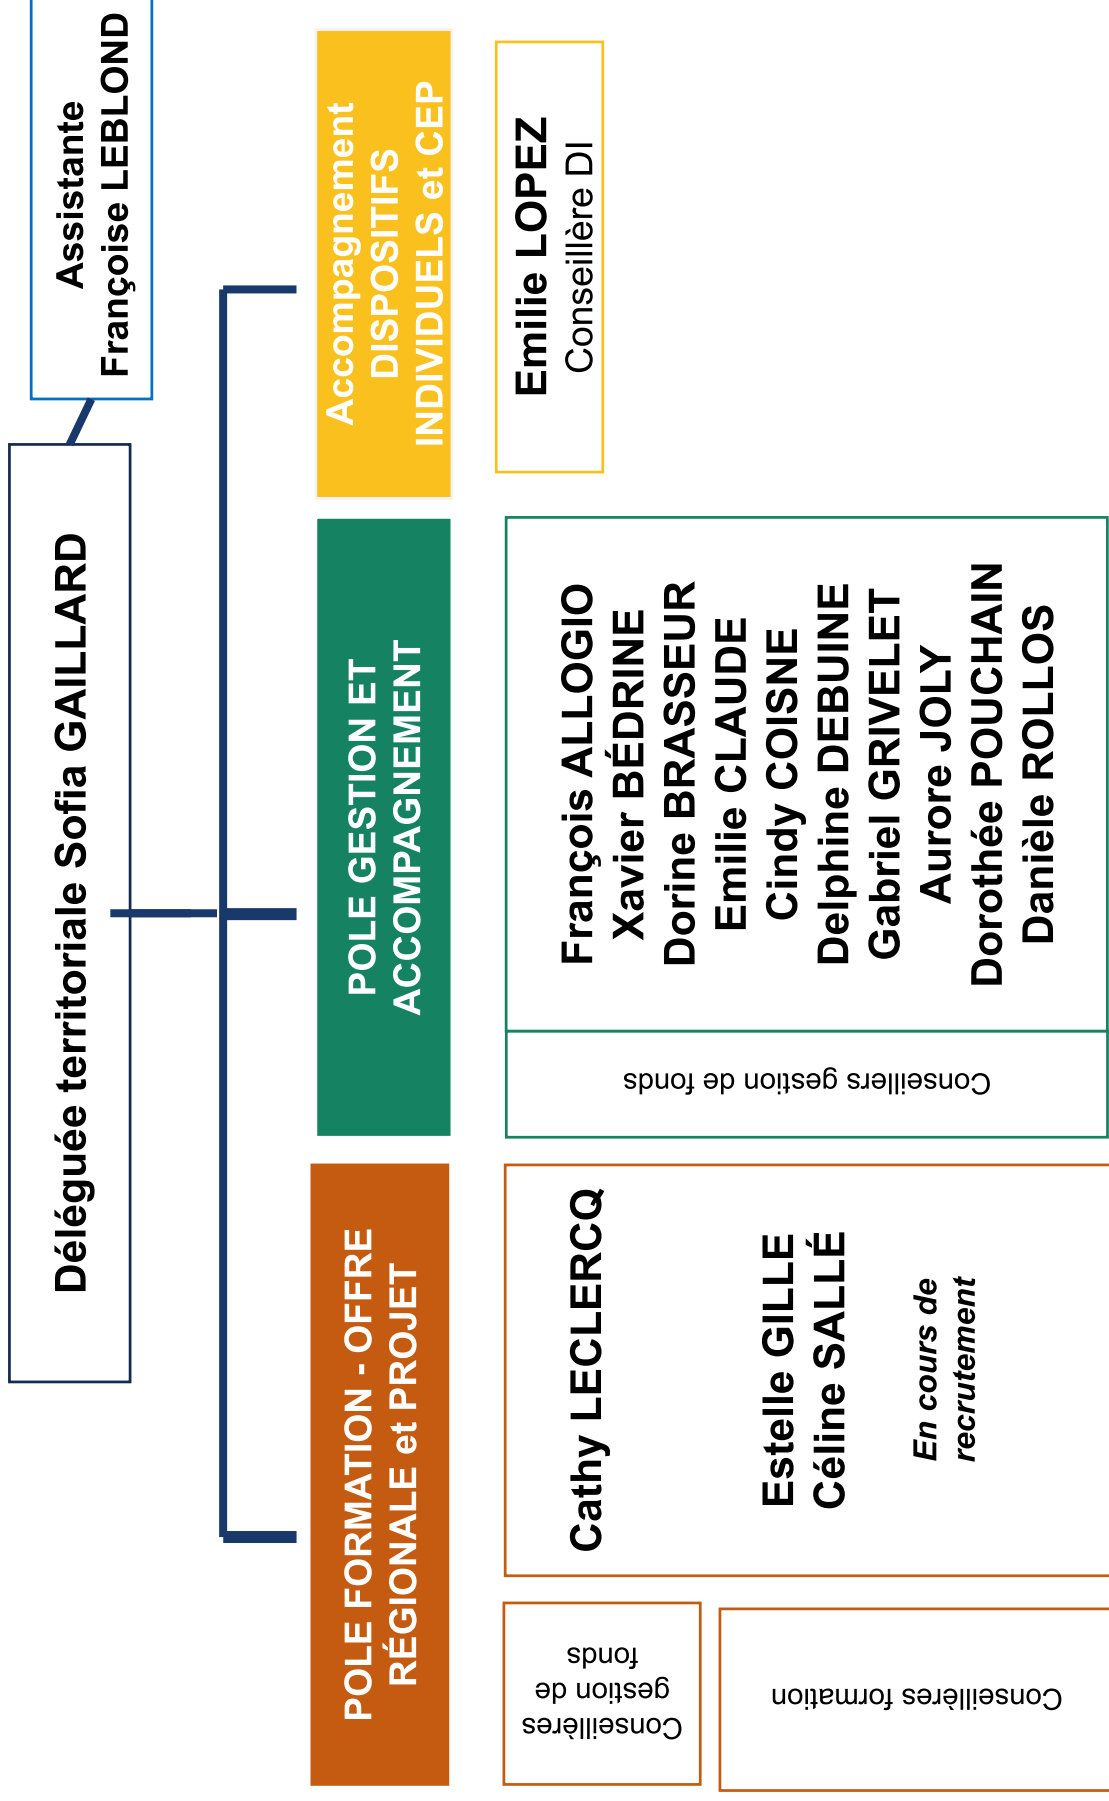 Déléguée territoriale Sofia GAILLARD
Assistante
Françoise LEBLOND
POLE FORMATION - OFFRE
RÉGIONALE et PROJET
Conseillères
gestion de
fonds
Cathy LECLERCQ
Conseillères formation
Estelle GILLE
Céline SALLÉ
En cours de
recrutement
POLE GESTION ET
ACCOMPAGNEMENT
Conseillers gestion de fonds
François ALLOGIO
Xavier BÉDRINE
Dorine BRASSEUR
Emilie CLAUDE
Cindy COISNE
Delphine DEBUINE
Gabriel GRIVELET
Aurore JOLY
Dorothée POUCHAIN
Danièle ROLLOS
Accompagnement
DISPOSITIFS
INDIVIDUELS et CEP
Emilie LOPEZ
Conseillère DI